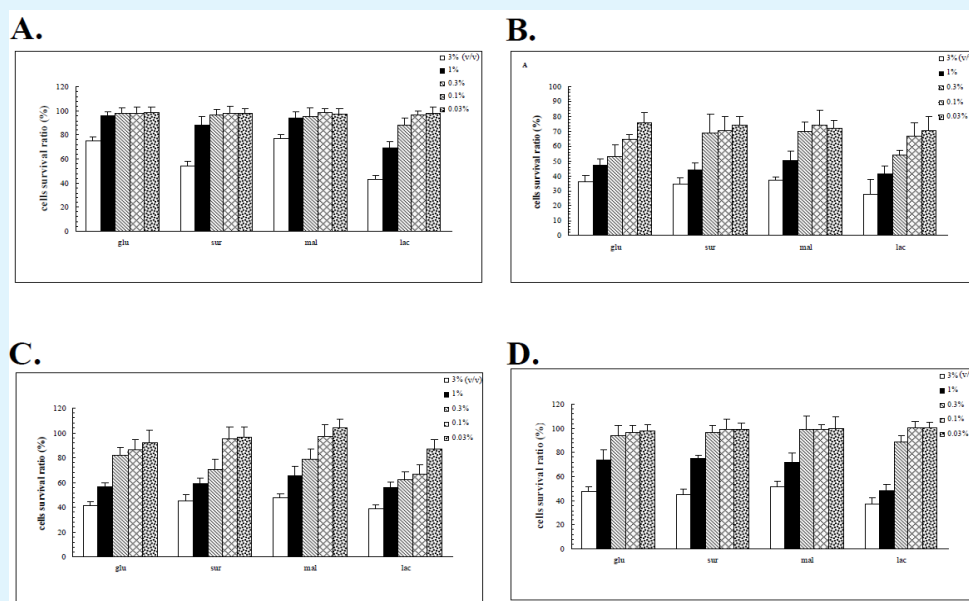 A.
3% (v/v)
1%
0.3%
0.1%
0.03%
cells survival ratio (%)
120
100
80
60
40
20
0
glu
sur
mal
lac
B.
A
3% (v/v)
1%
0.3%
0.1%
0.03%
cells survival ratio (%)
100
90
80
70
60
50
40
30
20
10
0
glu
sur
mal
lac
C.
3% (v/v)
1%
0.3%
0.1%
0.03%
cells survival ratio (%)
120
100
80
60
40
20
0
glu
sur
mal
lac
D.
3% (v/v
1%
0.3%
0.1%
0.03%
cells survival ratio (%)
120
100
80
60
40
20
0
glu
sur
mal
lac